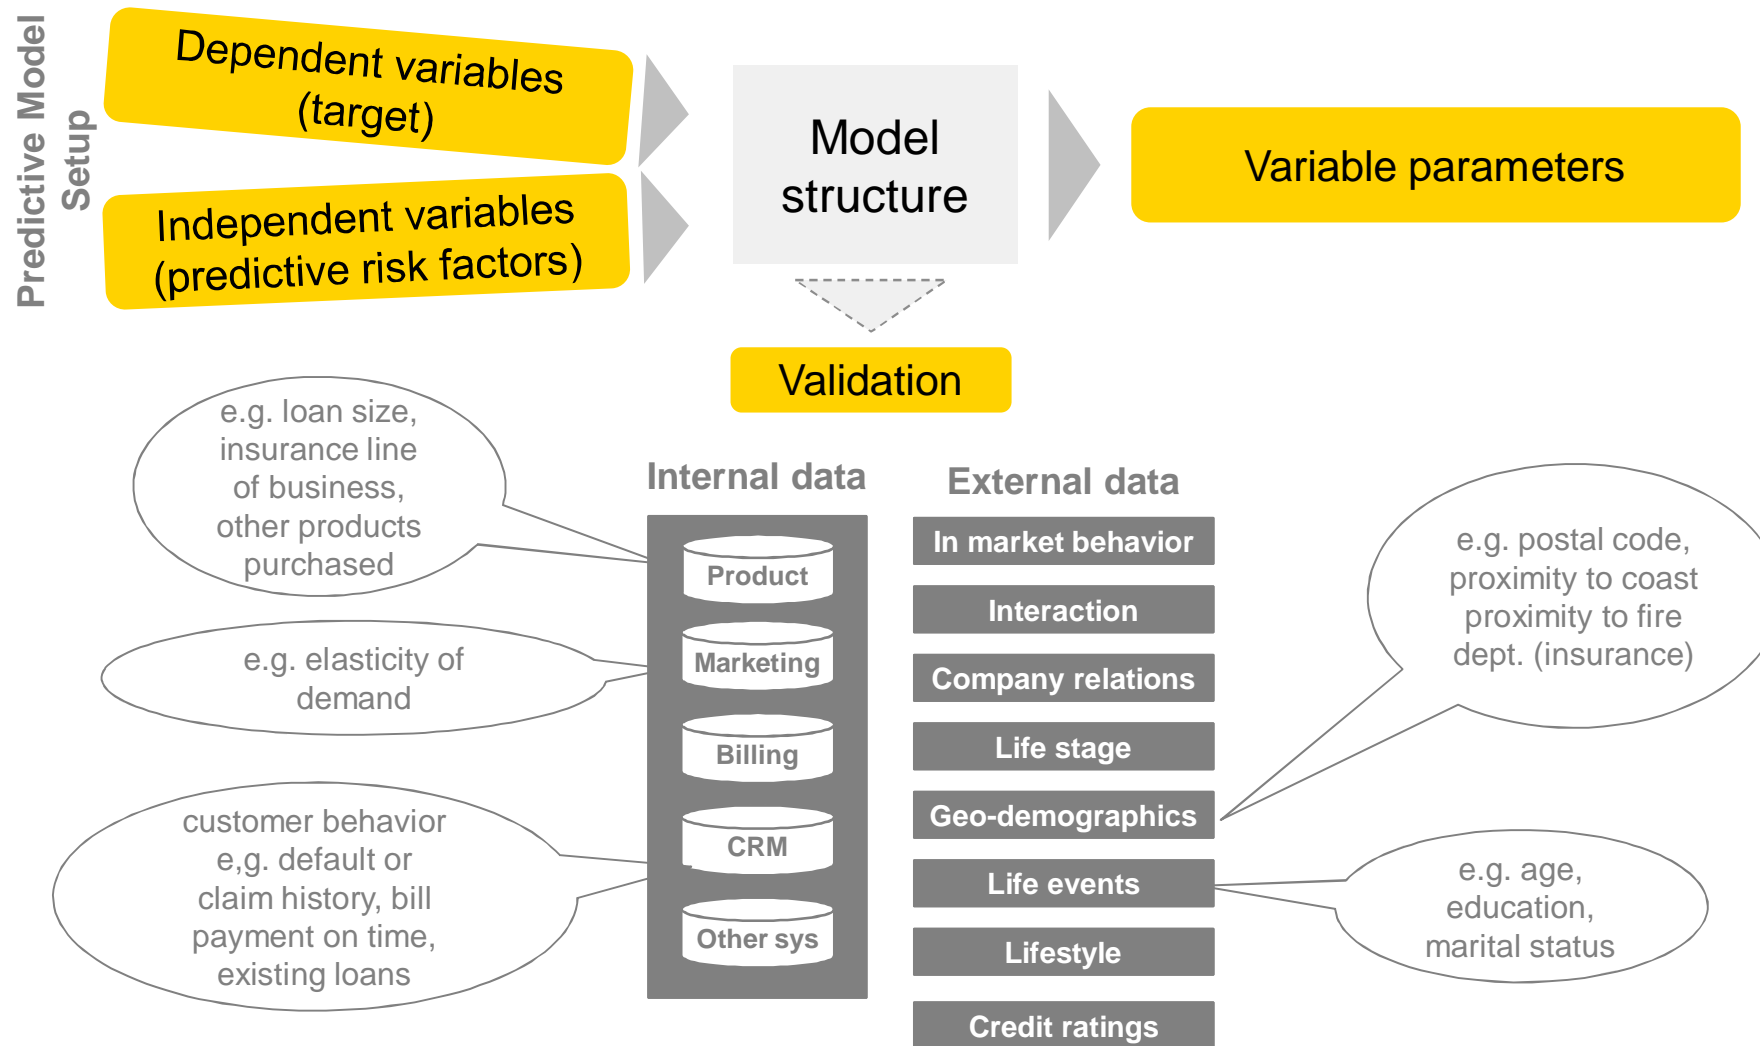 Predictive Model
Setup
Dependent variables
(target)
Independent variables
(predictive risk factors)
Model
structure
Variable parameters
Validation
e.g. loan size,
insurance line
of business,
other products
purchased
e.g. elasticity of
demand
customer behavior
e,g. default or
claim history, bill
payment on time,
existing loans
Internal data
Product
Marketing
Billing
CRM
Other sys
External data
In market behavior
Interaction
Company relations
Life stage
Geo-demographics
Life events
Lifestyle
Credit ratings
e.g. postal code,
proximity to coast
proximity to fire
dept. (insurance)
e.g. age,
education,
marital status